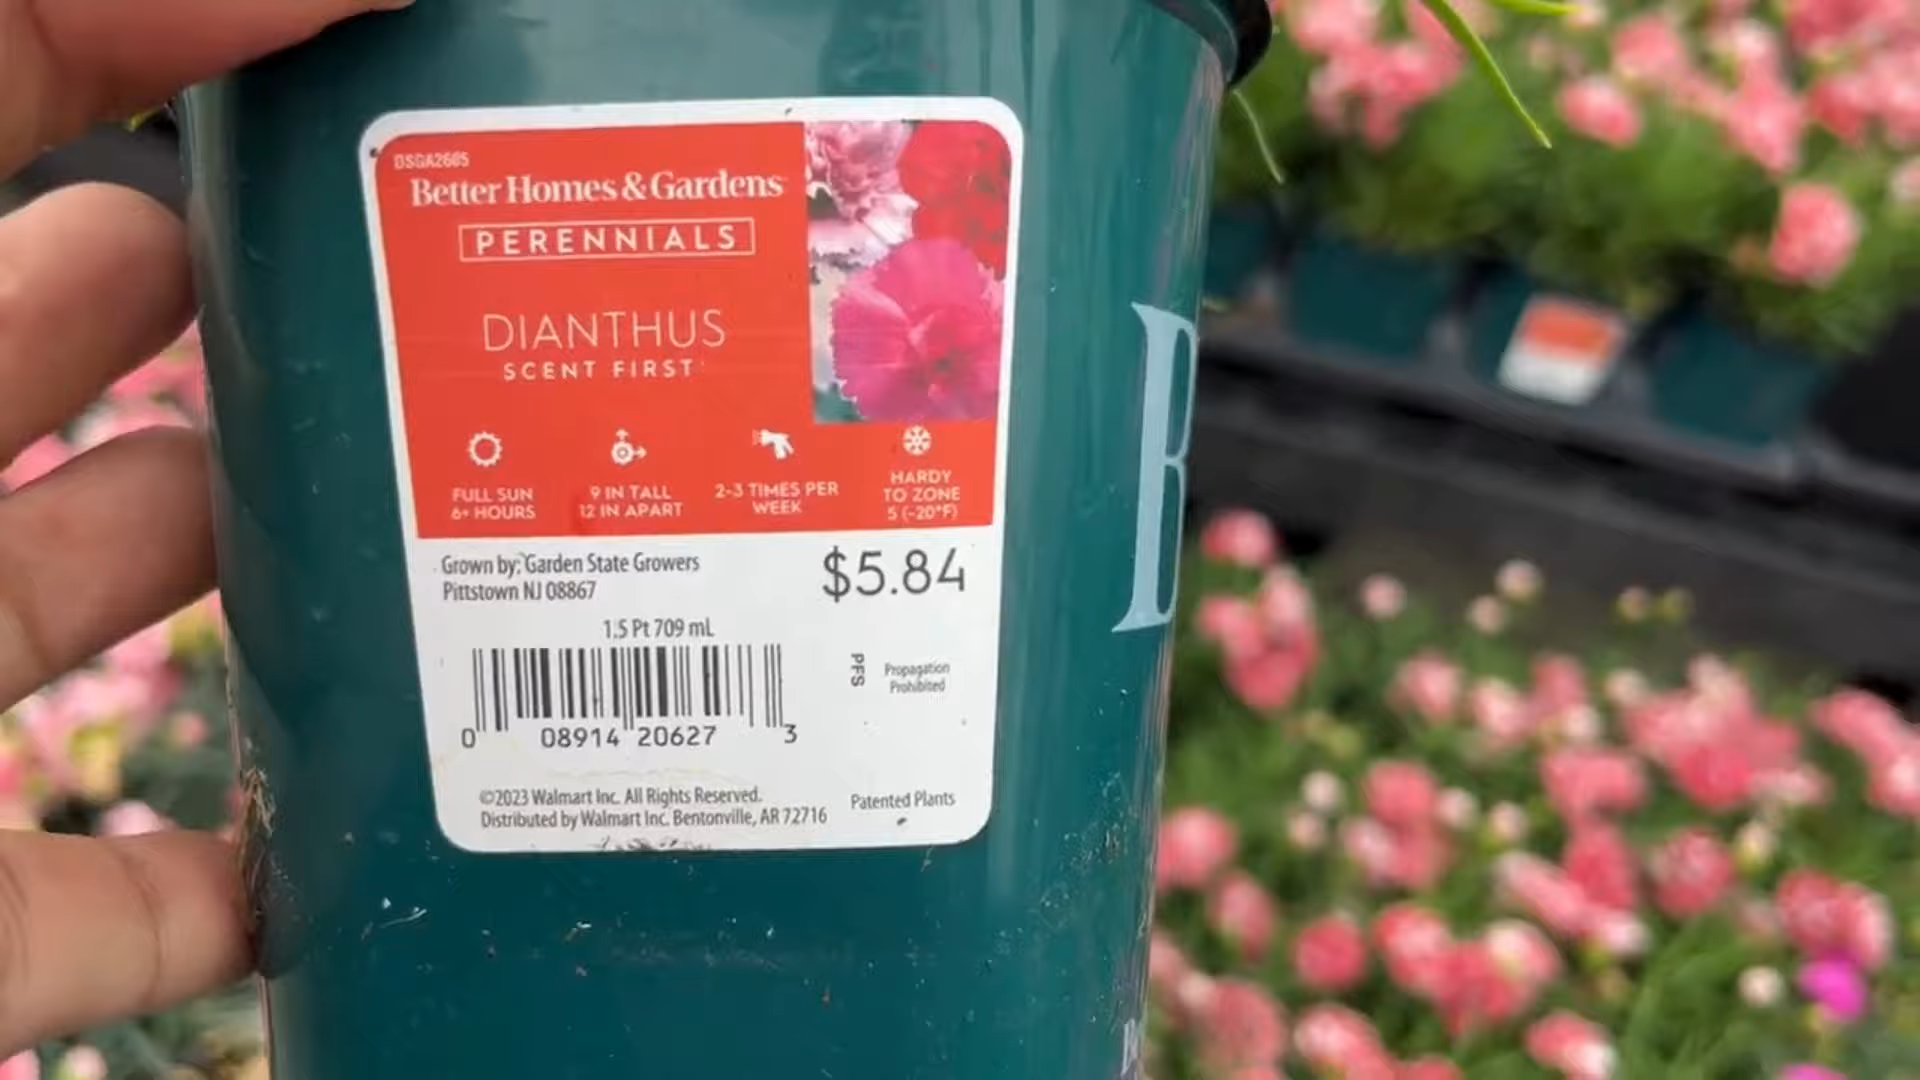 DSGA2605
Better Homes & Gardens
PERENNIALS
DIANTHUS
SCENT FIRST
FULL SUN
6+ HOURS
9 IN TALL
12 IN APART
2-3 TIMES PER
WEEK
HARDY
TO ZONE
5 (-20°F)
Grown by: Garden State Growers
Pittstown NJ 08867
$5.84
1.5 Pt 709 mL
PFS
Propagation
Prohibited
0 08914 20627 3
©2023 Walmart Inc. All Rights Reserved.
Distributed by Walmart Inc. Bentonville, AR 72716
Patented Plants
B